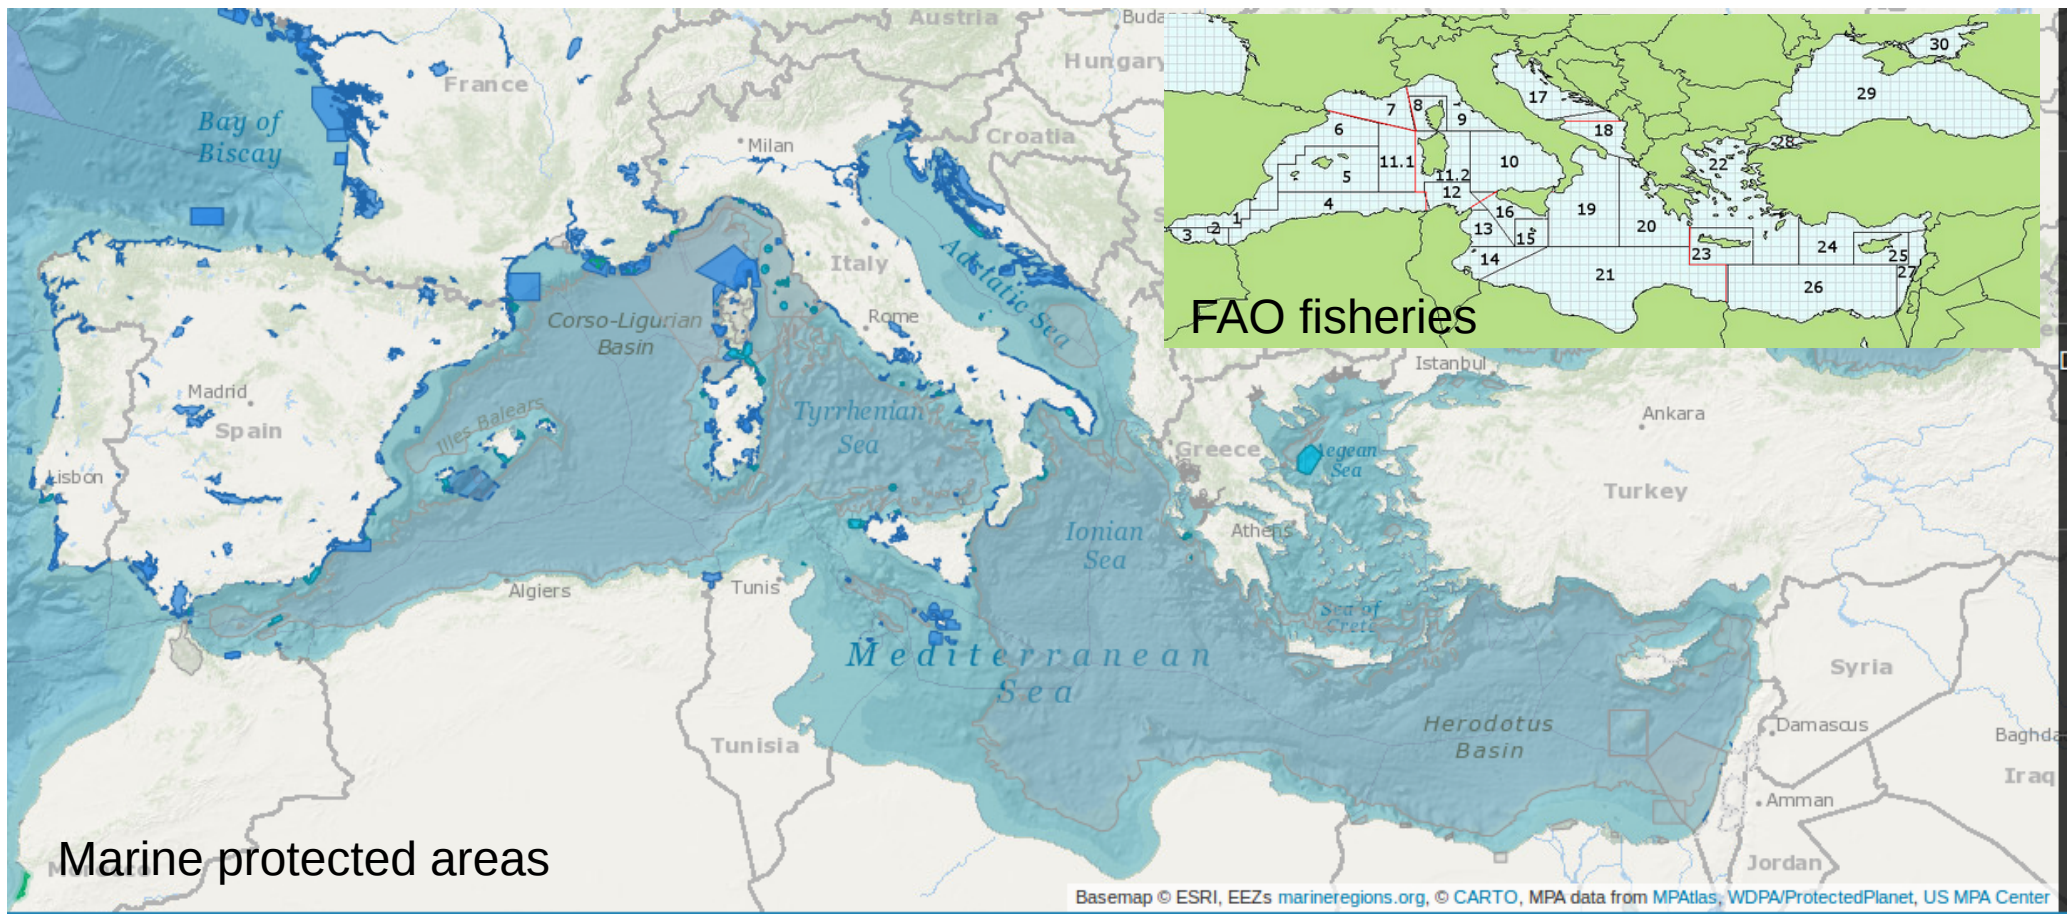 Austria
Budap
Hungary
France
Bay of
Biscay
Milan
Croatia
S
Adriatic Sea
Italy
Corso-Ligurian
Basin
Rome
Madrid
Spain
Illes Balears
Tyrrhenian
Sea
Lisbon
Istanbul
Ankara
Greece
Aegean
Sea
Turkey
Athens
Ionian
Sea
Algiers
Tunis
Sea of
Crete
Mediterranean
Sea
Syria
Herodotus
Basin
Damascus
Baghda
Tunisia
Iraq
Amman
Jordan
Marine protected areas
Basemap © ESRI, EEZs marineregions.org, © CARTO, MPA data from MPAtlas, WDPA/ProtectedPlanet, US MPA Center
30
29
7
8
17
9
6
18
28
22
11.1
10
5
11.2
12
4
16
19
1
2
3
13
15
20
24
23
25
14
21
27
26
FAO fisheries